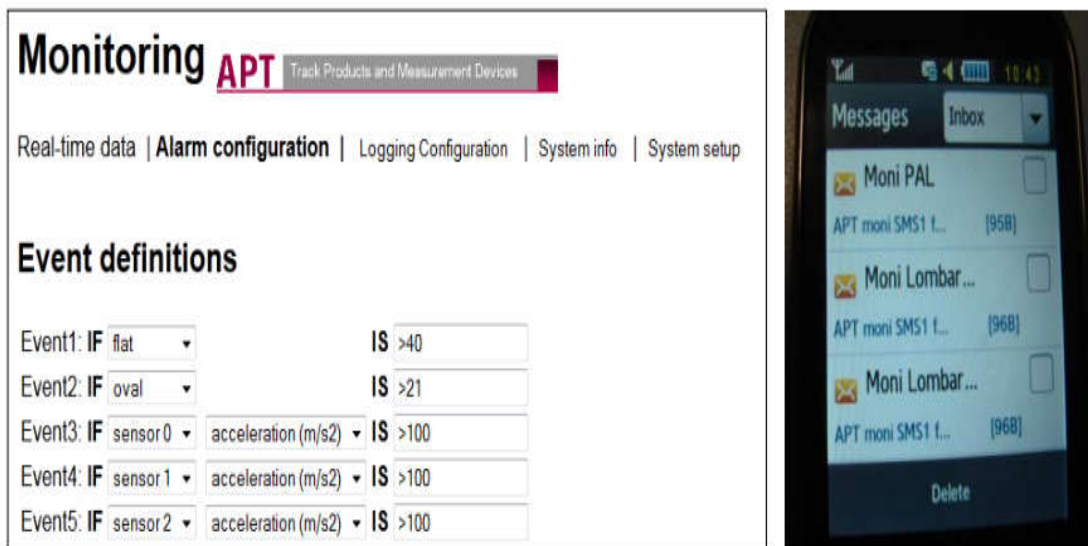 Monitoring APT Track Products and Measurement Devices
Real-time data | Alarm configuration | Logging Configuration | System info | System setup
Event definitions
Event1: IF flat IS >40
Event2: IF oval IS >21
Event3: IF sensor 0 acceleration (m/s2) IS >100
Event4: IF sensor 1 acceleration (m/s2) IS >100
Event5: IF sensor 2 acceleration (m/s2) IS >100
10:43
Messages Inbox
Moni PAL
APT moni SMS1 f... [95B]
Moni Lombar...
APT moni SMS1 f... [96B]
Moni Lombar...
APT moni SMS1 f... [96B]
Delete